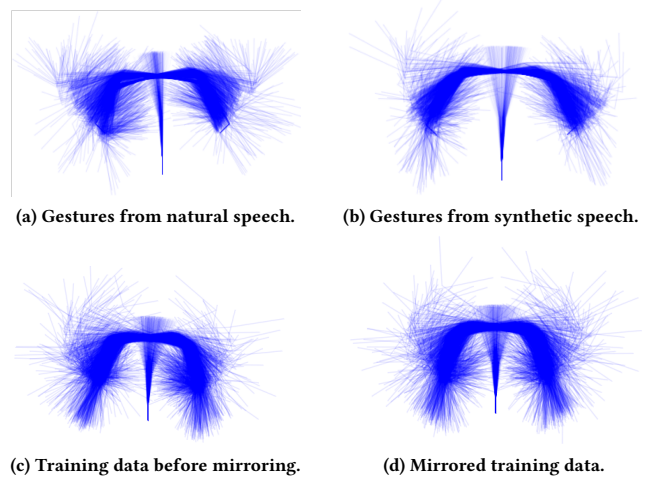 (a) Gestures from natural speech.
(b) Gestures from synthetic speech.
(c) Training data before mirroring.
(d) Mirrored training data.